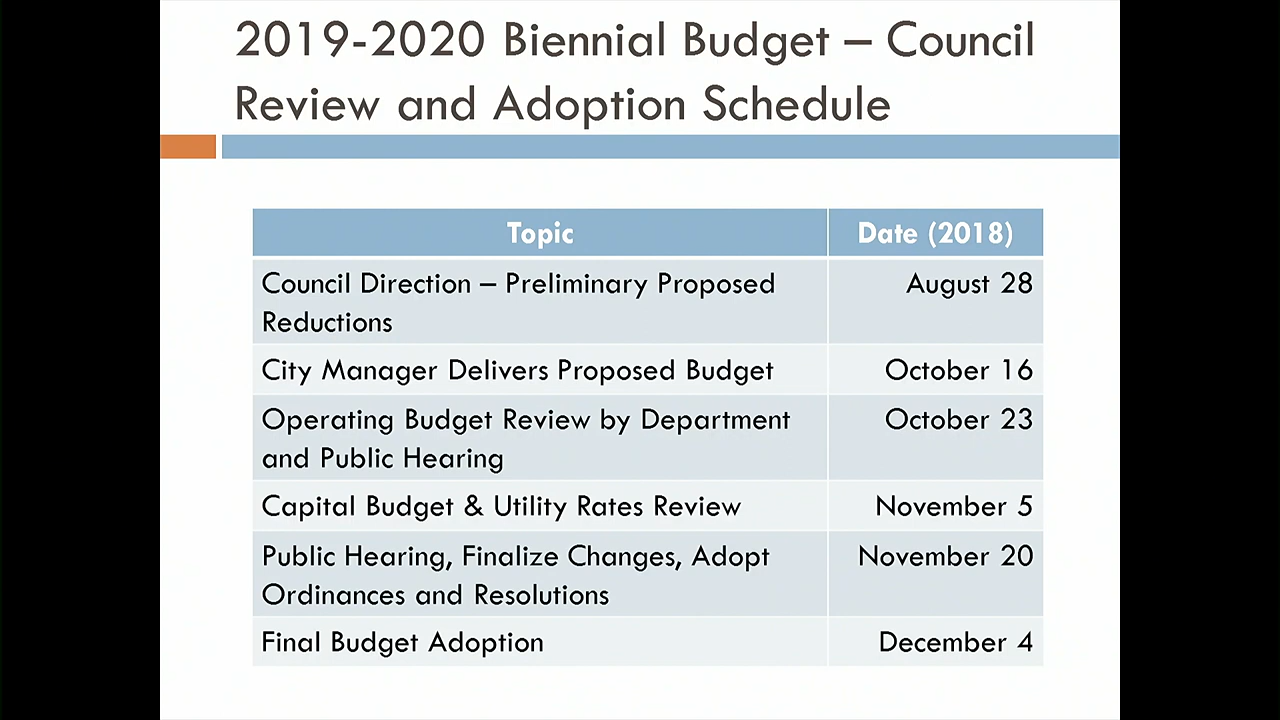 2019-2020 Biennial Budget – Council
Review and Adoption Schedule
Topic
Date (2018)
Council Direction – Preliminary Proposed
Reductions
August 28
City Manager Delivers Proposed Budget
October 16
Operating Budget Review by Department
and Public Hearing
October 23
Capital Budget & Utility Rates Review
November 5
Public Hearing, Finalize Changes, Adopt
Ordinances and Resolutions
November 20
Final Budget Adoption
December 4